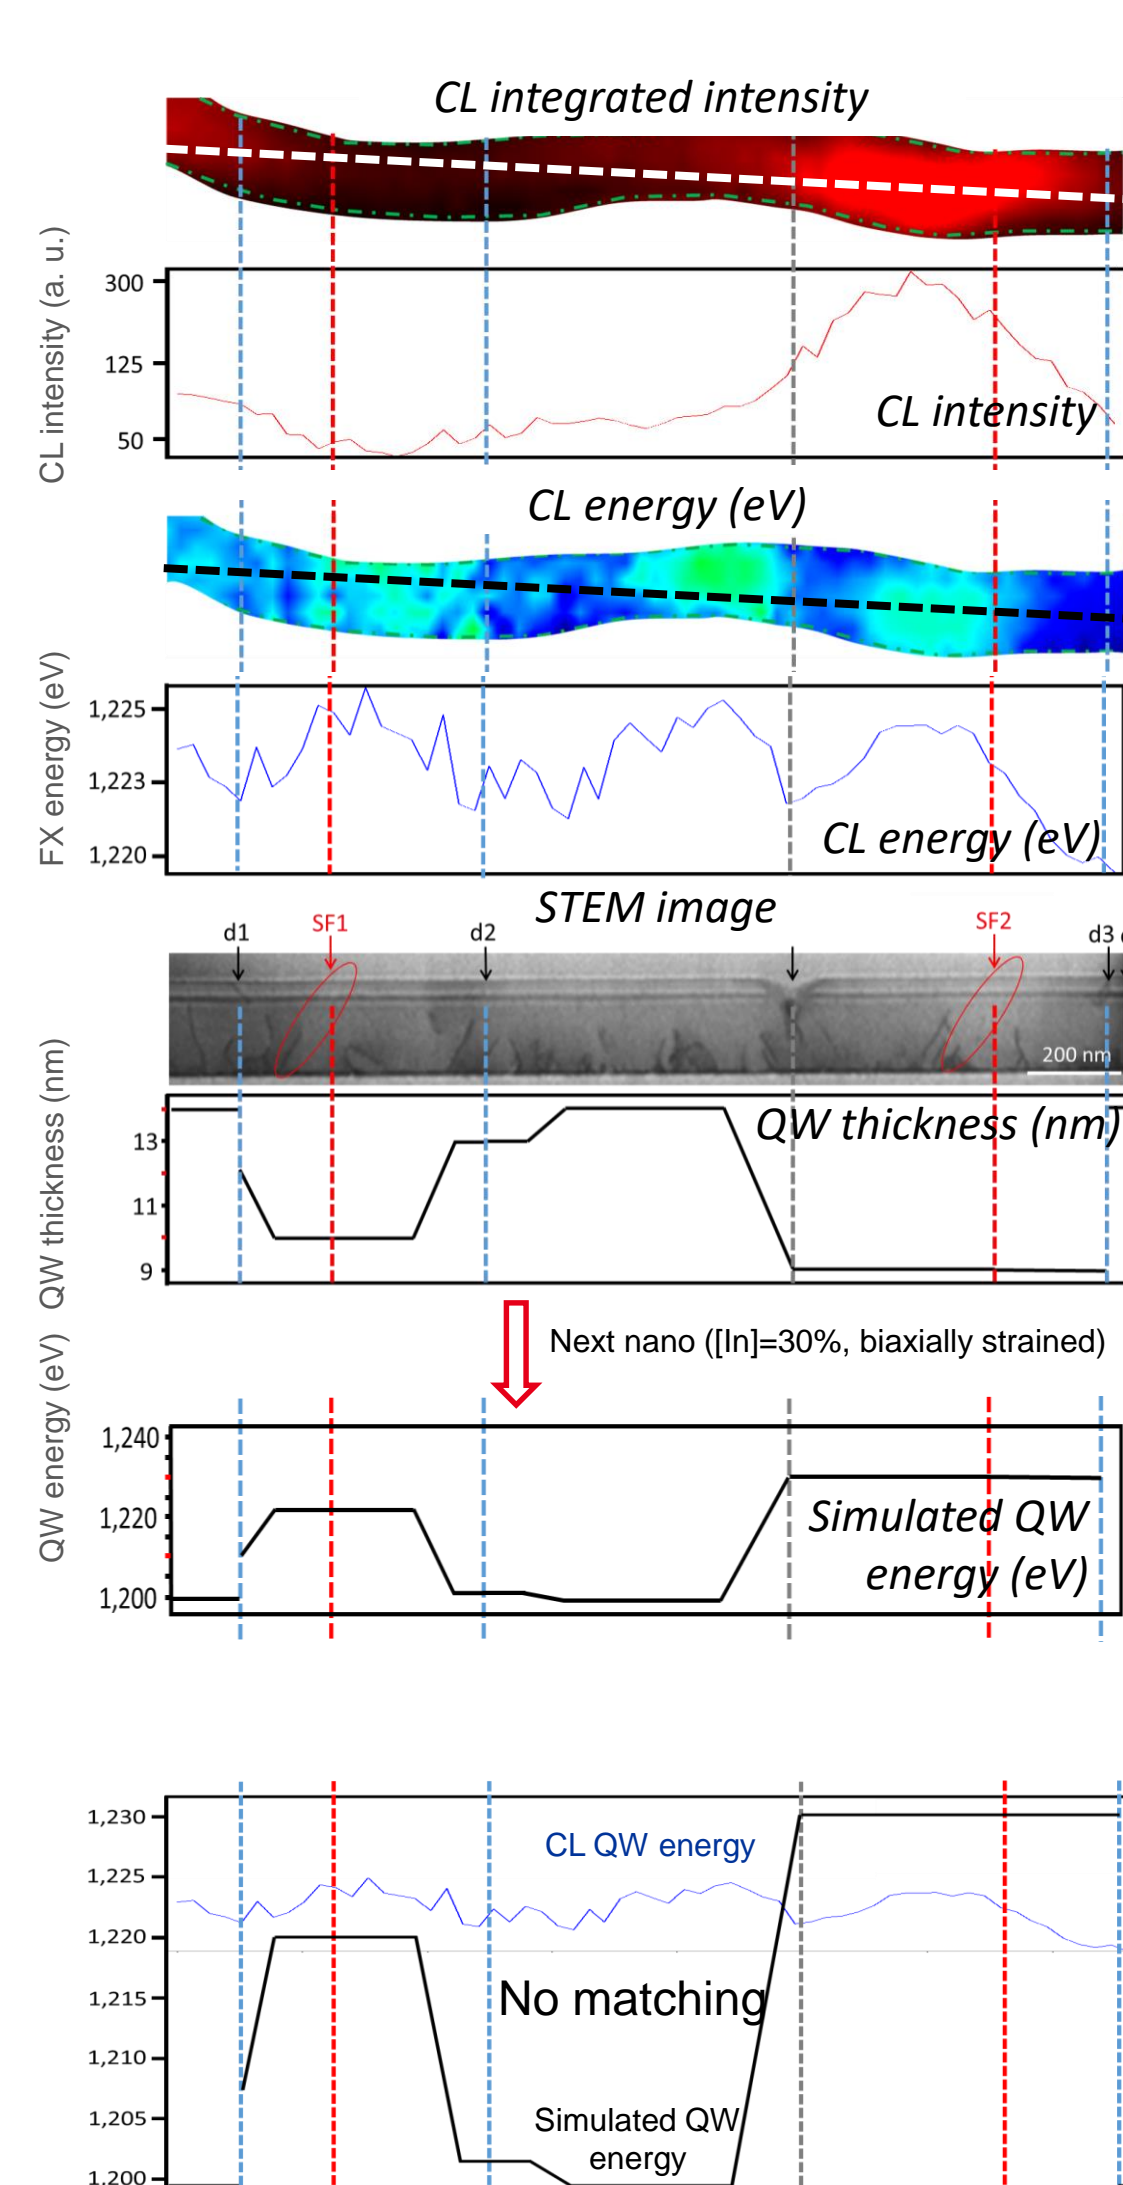 CL integrated intensity
CL intensity (a. u.)
300
125
50
CL intensity
CL energy (eV)
FX energy (eV)
1,225
1,223
1,220
CL energy (eV)
STEM image
d1
SF1
d2
SF2
d3
200 nm
QW thickness (nm)
13
11
9
QW thickness (nm)
Next nano ([In]=30%, biaxially strained)
QW energy (eV)
1,240
1,220
1,200
Simulated QW
energy (eV)
1,230
1,225
1,220
1,215
1,210
1,205
1,200
CL QW energy
No matching
Simulated QW
energy